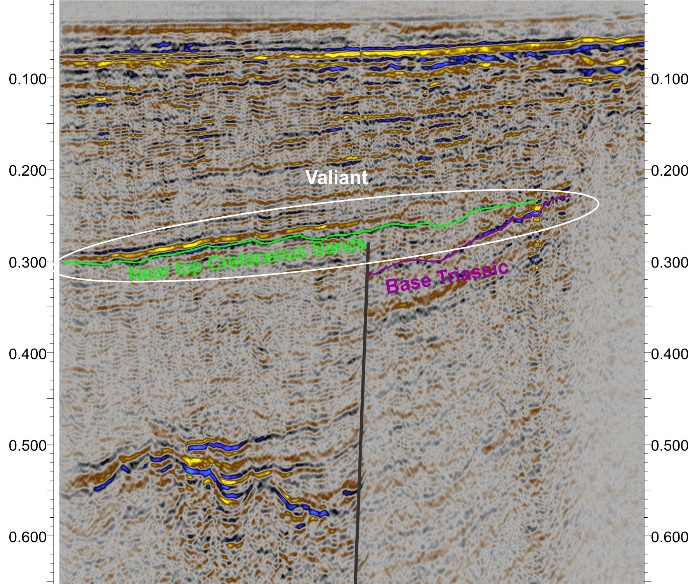 0.100 0.100
0.200 0.200
Valiant
0.300 Near top Cretaceous Sands 0.300
Base Triassic
0.400 0.400
0.500 0.500
0.600 0.600